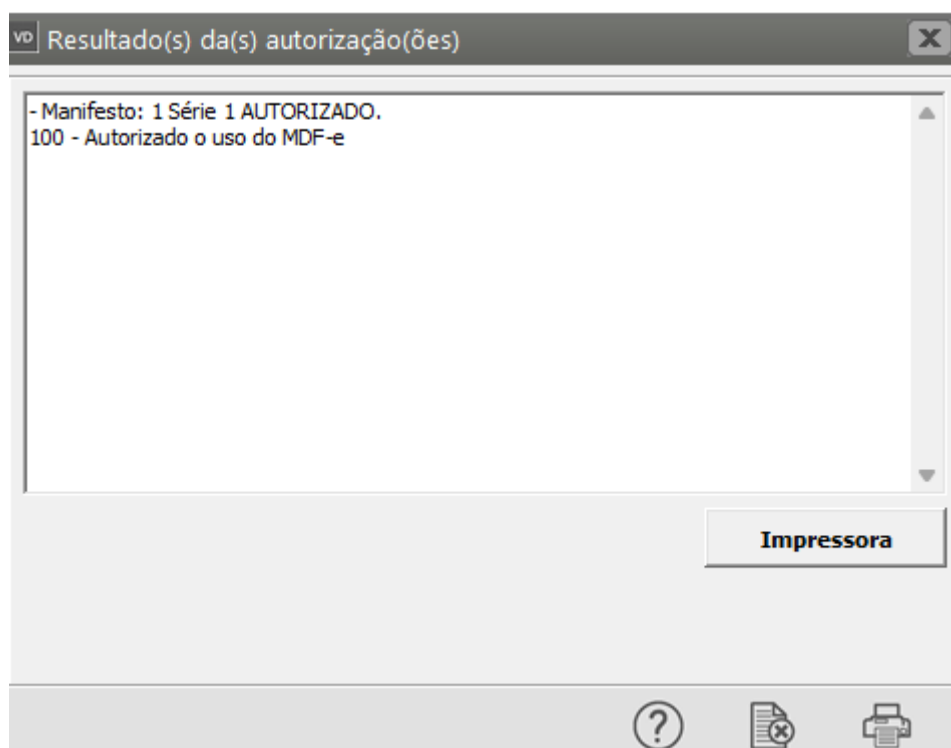 VD Resultado(s) da(s) autorização(ões)
- Manifesto: 1 Série 1 AUTORIZADO.
100 - Autorizado o uso do MDF-e
Impressora